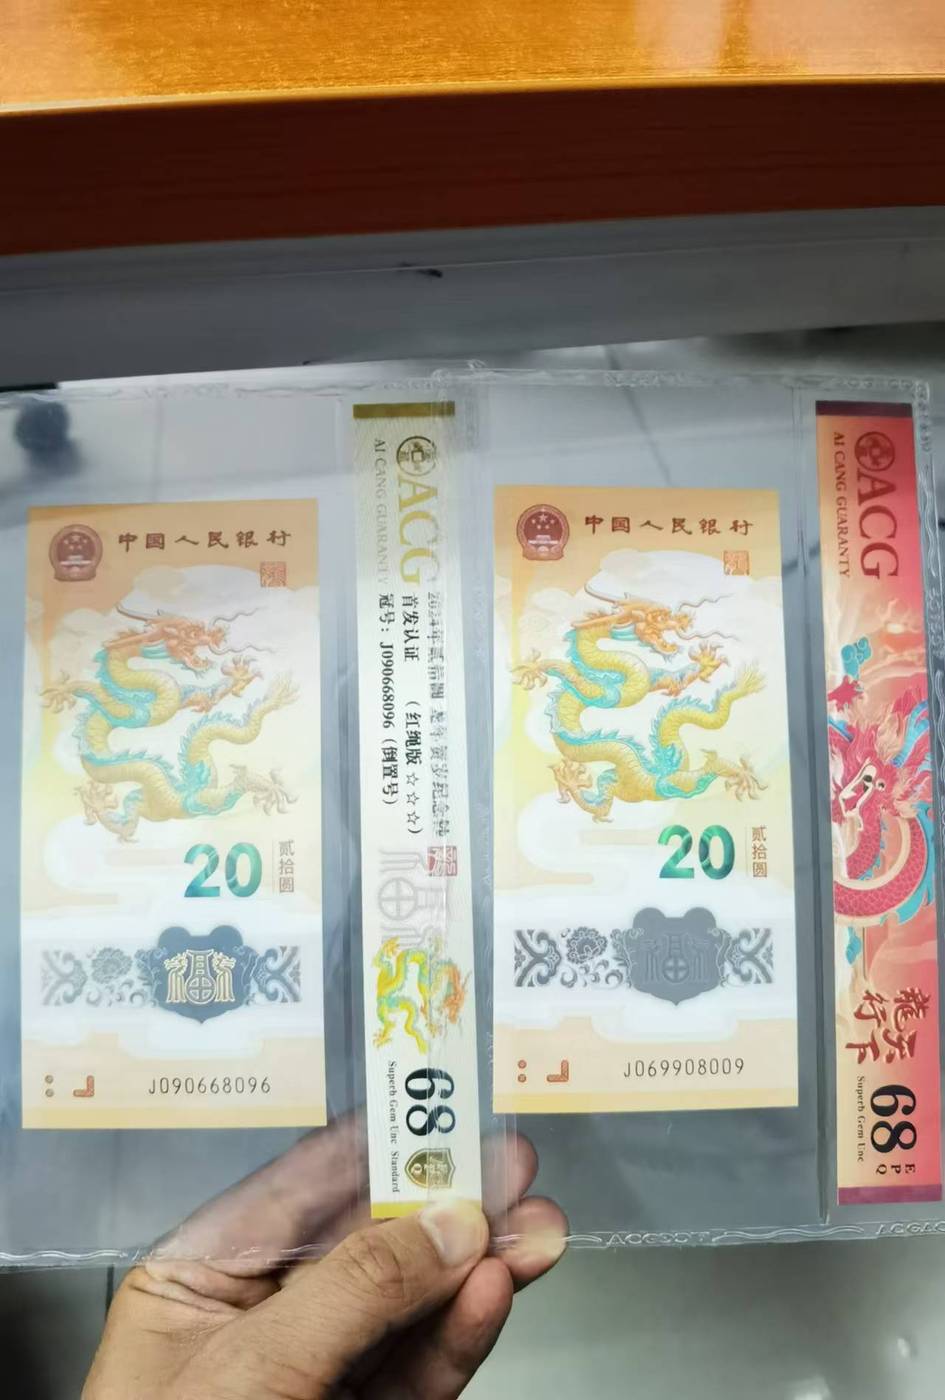 中国人民银行
20
贰拾圆
J090668096
ACG
AI CANG GUARANTY
2024年贰拾圆 龙年贺岁纪念钞
首发认证 （红绳版☆☆☆）
冠号：J090668096（倒置号）
68
Superb Gem Unc Standard
Q
中国人民银行
20
贰拾圆
J069908009
ACG
AI CANG GUARANTY
龍行天下
68
EPQ
Superb Gem Unc